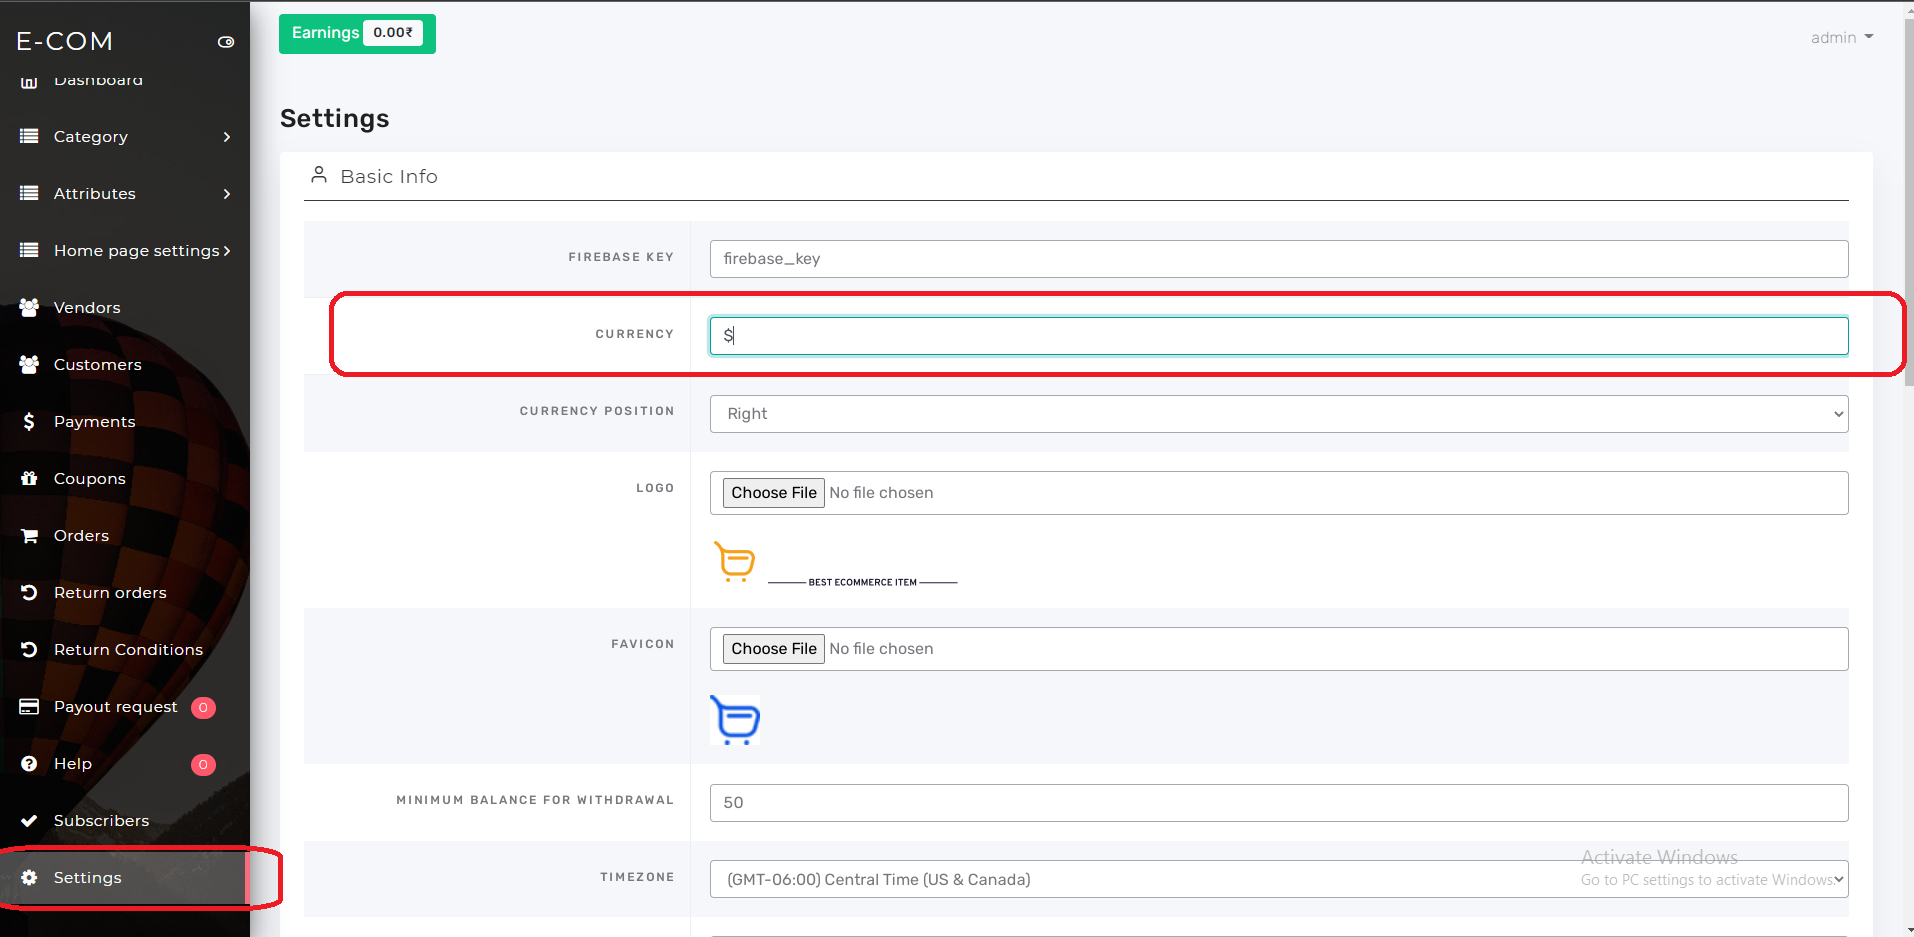 E-COM
Dashboard
Category
Attributes
Home page settings
Vendors
Customers
$ Payments
Coupons
Orders
Return orders
Return Conditions
Payout request 0
Help 0
Subscribers
Settings
Earnings 0.00₹
admin
Settings
Basic Info
FIREBASE KEY firebase_key
CURRENCY $
CURRENCY POSITION Right
LOGO Choose File No file chosen
BEST ECOMMERCE ITEM
FAVICON Choose File No file chosen
MINIMUM BALANCE FOR WITHDRAWAL 50
TIMEZONE (GMT-06:00) Central Time (US & Canada)
Activate Windows
Go to PC settings to activate Windows.